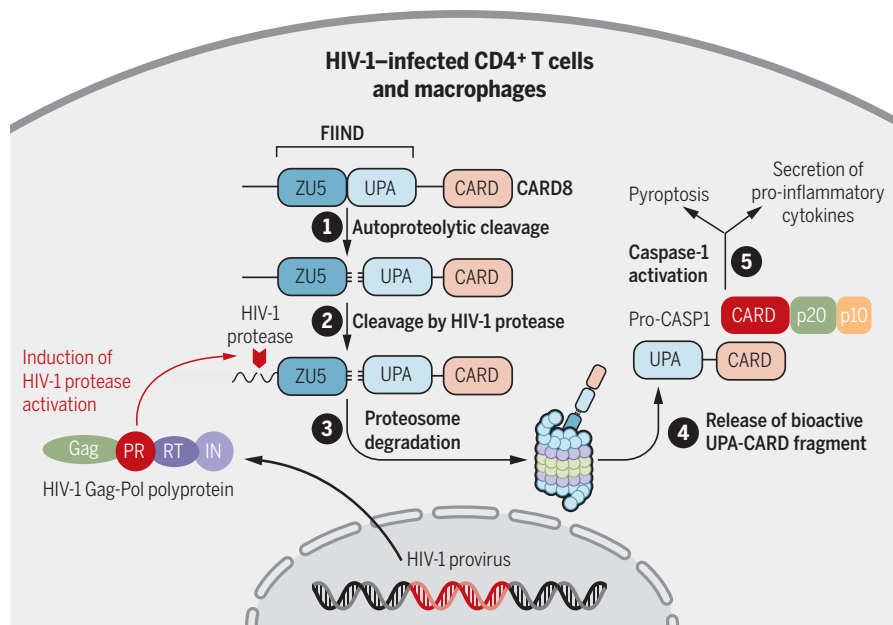 HIV-1–infected CD4+ T cells
and macrophages
FIIND
ZU5 UPA CARD CARD8
1 Autoproteolytic cleavage
ZU5 UPA CARD
2 Cleavage by HIV-1 protease
HIV-1
protease
ZU5 UPA CARD
Induction of
HIV-1 protease
activation
3 Proteosome
degradation
Gag PR RT IN
HIV-1 Gag-Pol polyprotein
HIV-1 provirus
4 Release of bioactive
UPA-CARD fragment
UPA CARD
Pro-CASP1 CARD p20 p10
Caspase-1
activation
5
Pyroptosis
Secretion of
pro-inflammatory
cytokines